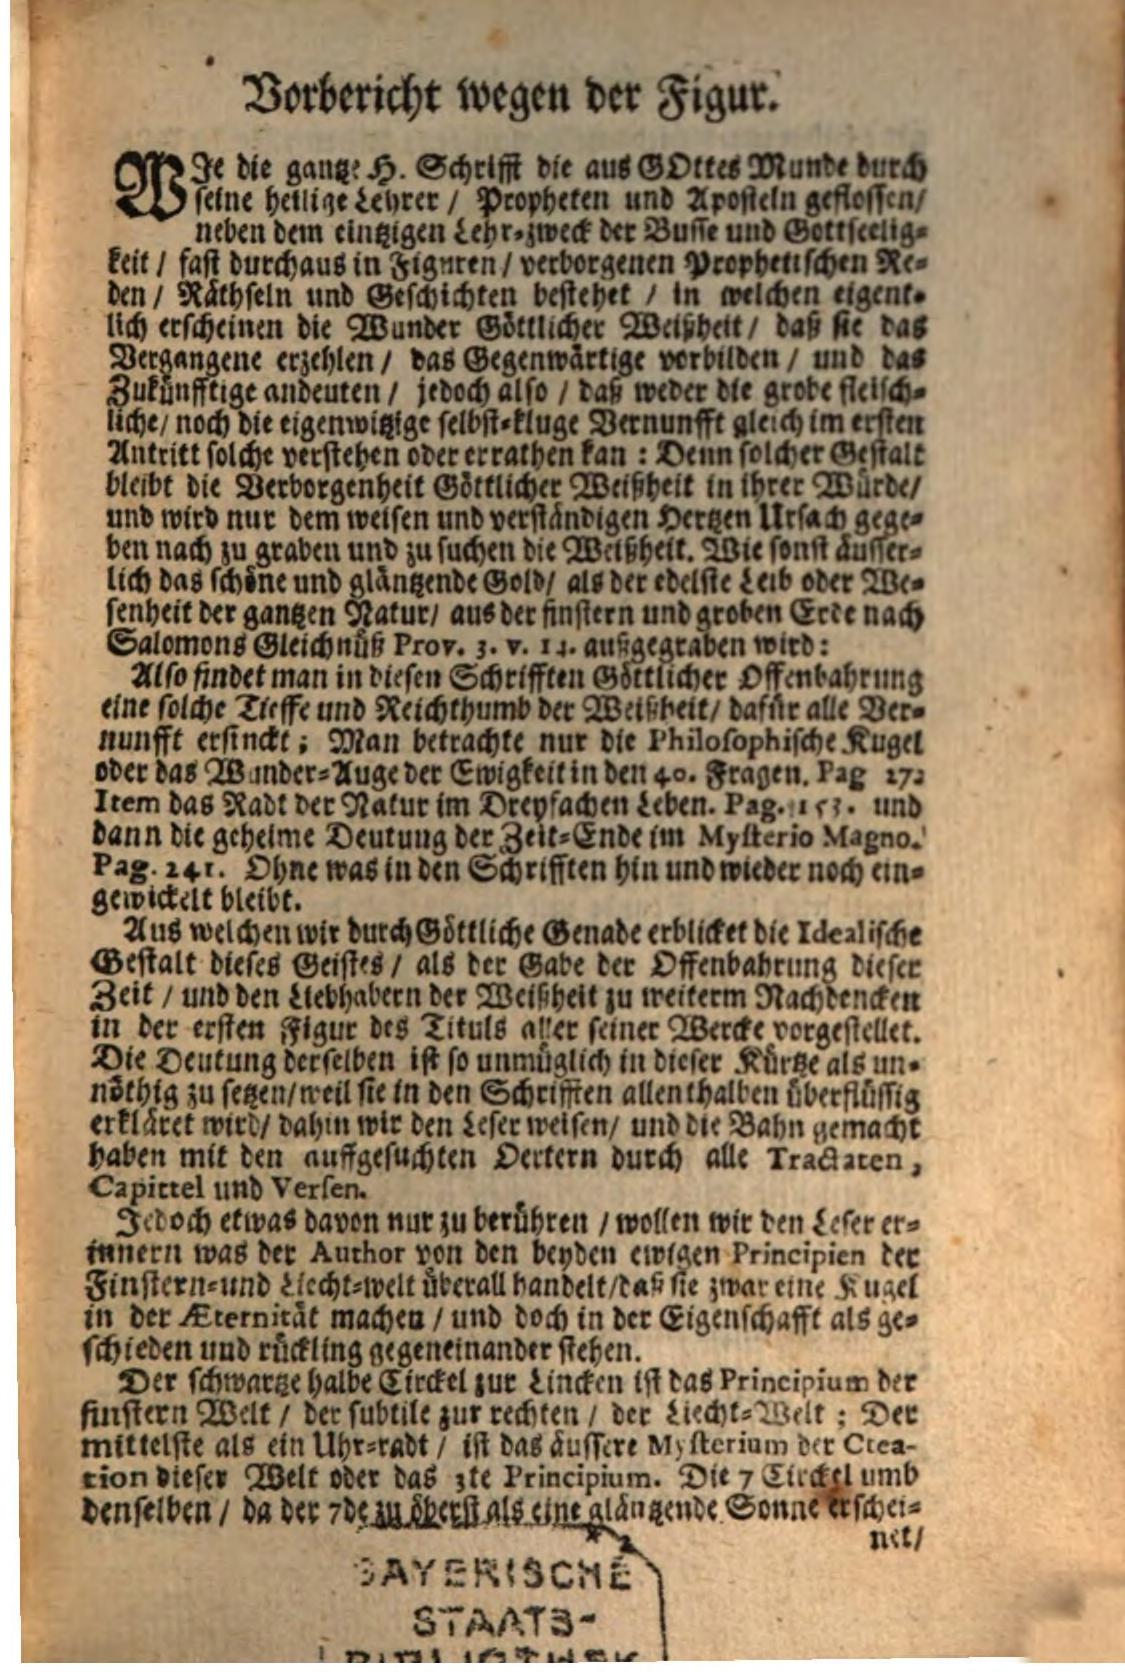 Vorbericht wegen der Figur.
WJe die gantze H. Schrifft die aus GOttes Munde durch
seine heilige Lehrer / Propheten und Aposteln geflossen/
neben dem eintzigen Lehr-zweck der Busse und Gottseelig-
keit / fast durchaus in Figuren / verborgenen Prophetischen Re-
den / Räthseln und Geschichten bestehet / in welchen eigent-
lich erscheinen die Wunder Göttlicher Weißheit / daß sie das
Vergangene erzehlen / das Gegenwärtige vorbilden / und das
Zukünfftige andeuten / jedoch also / daß weder die grobe fleisch-
liche / noch die eigenwitzige selbst-kluge Vernunfft gleich im ersten
Antritt solche verstehen oder errathen kan : Denn solcher Gestalt
bleibt die Verborgenheit Göttlicher Weißheit in ihrer Würde/
und wird nur dem weisen und verständigen Hertzen Ursach gege-
ben nach zu graben und zu suchen die Weißheit. Wie sonst äusser-
lich das schöne und gläntzende Gold/ als der edelste Leib oder We-
senheit der gantzen Natur/ aus der finstern und groben Erde nach
Salomons Gleichnüß Prov. 3. v. 14. außgegraben wird:
Also findet man in diesen Schrifften Göttlicher Offenbahrung
eine solche Tieffe und Reichthumb der Weißheit/ dafür alle Ver-
nunfft ersinckt ; Man betrachte nur die Philosophische Kugel
oder das Wunder-Auge der Ewigkeit in den 40. Fragen. Pag
Item das Radt der Natur im Dreyfachen Leben. Pag. 153. und
dann die geheime Deutung der Zeit-Ende im Mysterio Magno.
Pag. 241. Ohne was in den Schrifften hin und wieder noch ein-
gewickelt bleibt.
Aus welchen wir durch Göttliche Genade erblicket die Idealische
Gestalt dieses Geistes / als der Gabe der Offenbahrung dieser
Zeit / und den Liebhabern der Weißheit zu weiterm Nachdencken
in der ersten Figur des Tituls aller seiner Wercke vorgestellet.
Die Deutung derselben ist so unmüglich in dieser Kürtze als un-
nöthig zu setzen/ weil sie in den Schrifften allenthalben überflüssig
erkläret wird/ dahin wir den Leser weisen/ und die Bahn gemacht
haben mit den auffgesuchten Oertern durch alle Tractaten,
Capittel und Versen.
Jedoch etwas davon nur zu berühren / wollen wir den Leser er-
innern was der Author von den beyden ewigen Principien der
Finstern-und Liecht-welt überall handelt/ daß sie zwar eine Kugel
in der Æternität machen / und doch in der Eigenschafft als ge-
schieden und rückling gegeneinander stehen.
Der schwartze halbe Circkel zur Lincken ist das Principium der
finstern Welt / der subtile zur rechten / der Liecht-Welt ; Der
mittelste als ein Uhr-radt / ist das äussere Mysterium der Crea-
tion dieser Welt oder das 3te Principium. Die 7 Circkel umb
denselben / da der 7de zu öberst als eine gläntzende Sonne erschei-
net/
BAYERISCHE
STAATS-
BIBLIOTHEK